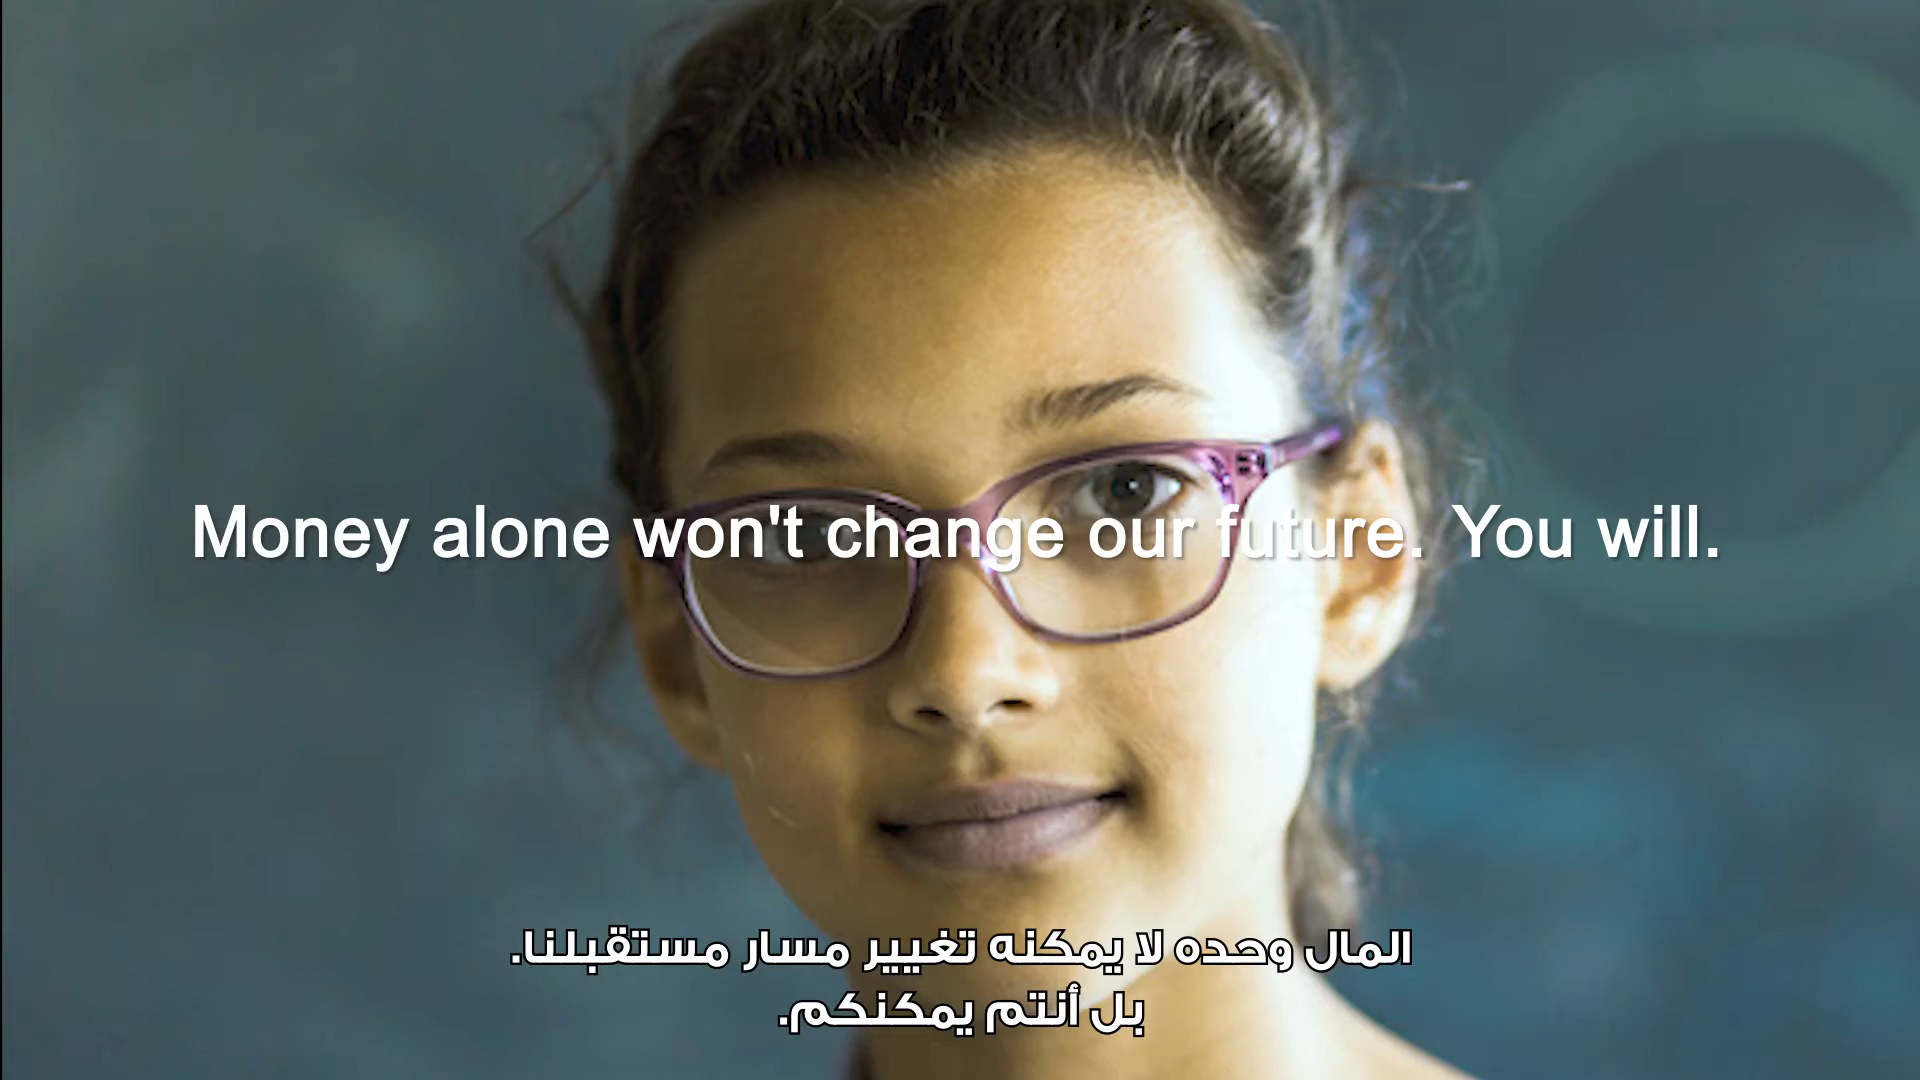 Money alone won't change our future. You will.
المال وحده لا يمكنه تغيير مسار مستقبلنا.
بل أنتم يمكنكم.